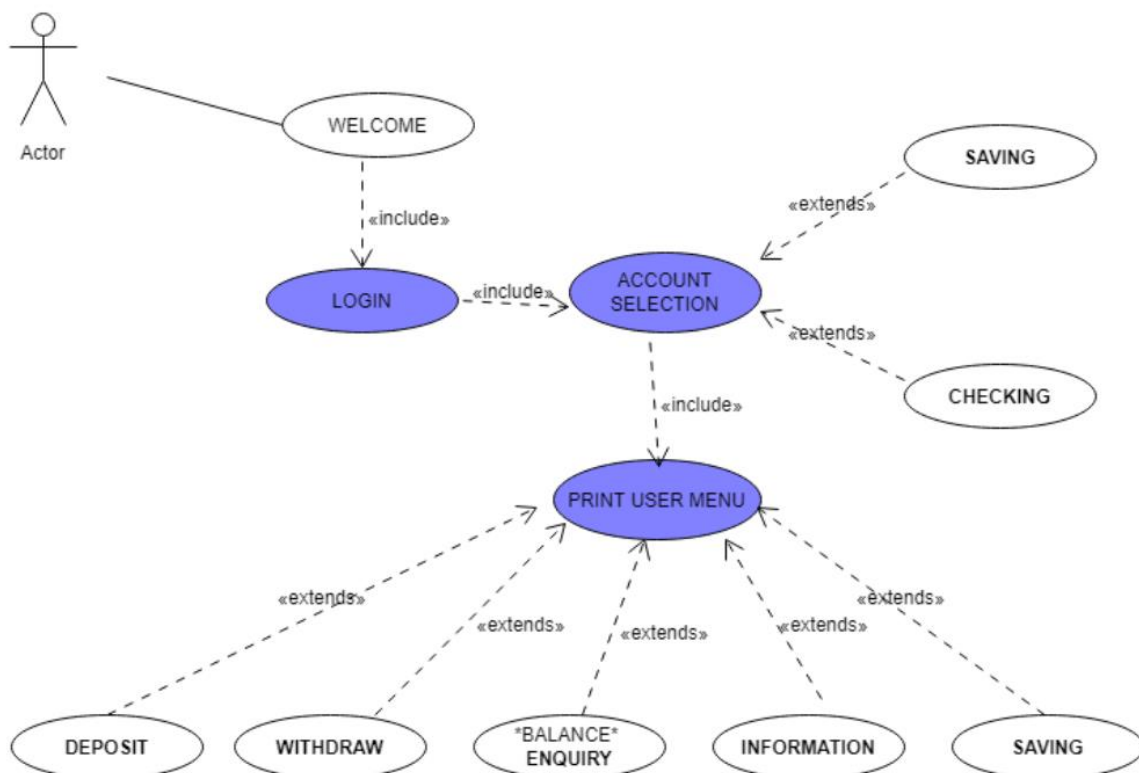 Actor
WELCOME
SAVING
«extends»
«include»
ACCOUNT
SELECTION
LOGIN
«include»
«extends»
CHECKING
«include»
PRINT USER MENU
«extends»
«extends»
«extends»
«extends»
«extends»
DEPOSIT
WITHDRAW
*BALANCE*
ENQUIRY
INFORMATION
SAVING